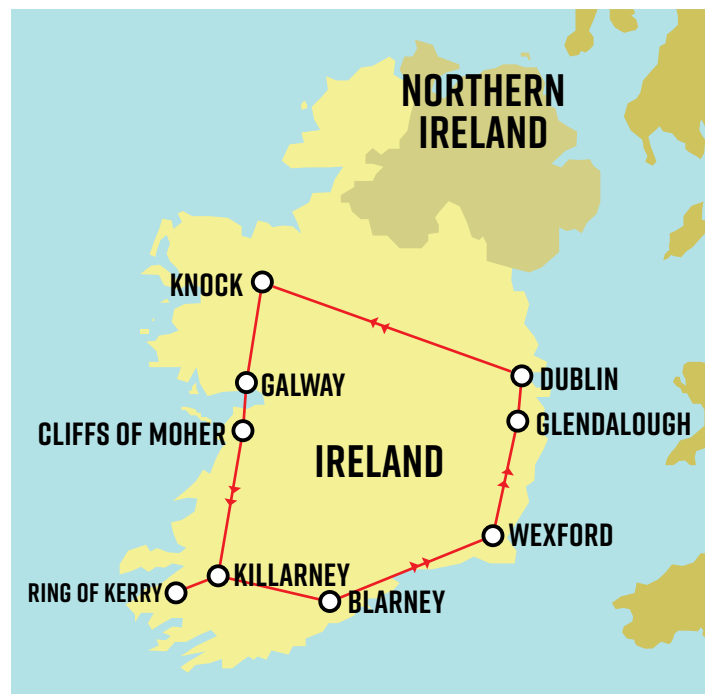 NORTHERN
IRELAND
KNOCK
GALWAY
DUBLIN
GLENDALOUGH
CLIFFS OF MOHER
IRELAND
WEXFORD
KILLARNEY
RING OF KERRY
BLARNEY